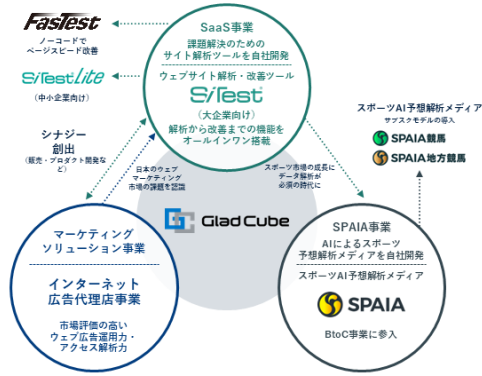 FasTest
ノーコードで
ページスピード改善
SiTest Lite
（中小企業向け）
シナジー
創出
（販売・プロダクト開発な
ど）
SaaS事業
課題解決のための
サイト解析ツールを自社開発
ウェブサイト解析・改善ツール
SiTest
（大企業向け）
解析から改善までの機能を
オールインワン搭載
日本のウェブ
マーケティング
市場の課題を認識
スポーツ市場の成長に
データ解析が
必須の時代に
スポーツAI予想解析メディア
サブスクモデルの導入
SPAIA競馬
SPAIA地方競馬
Glad Cube
マーケティング
ソリューション事業
インターネット
広告代理店事業
市場評価の高い
ウェブ広告運用力・
アクセス解析力
SPAIA事業
AIによるスポーツ
予想解析メディアを自社開発
スポーツAI予想解析メディア
SPAIA
BtoC事業に参入